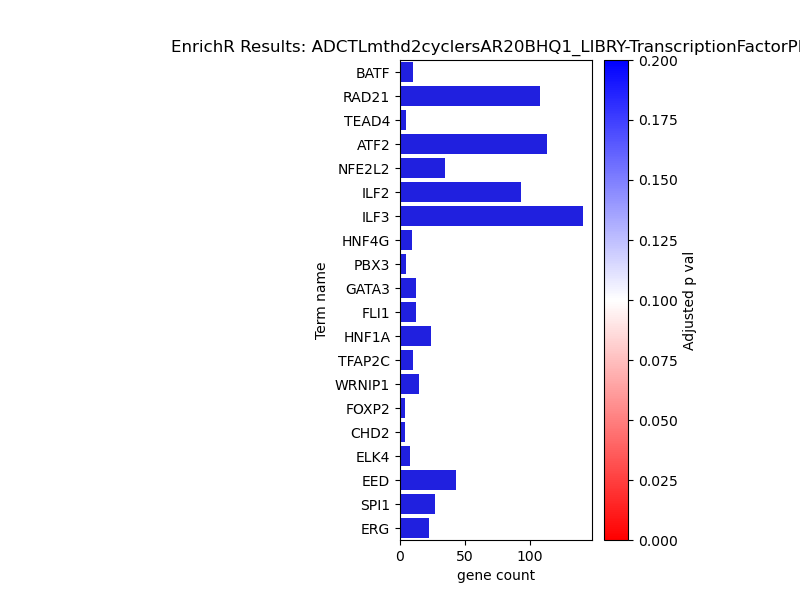 EnrichR Results: ADCTLmthd2cyclersAR20BHQ1_LIBRY-TranscriptionFactorP
BATF
RAD21
TEAD4
ATF2
NFE2L2
ILF2
ILF3
HNF4G
PBX3
GATA3
FLI1
HNF1A
TFAP2C
WRNIP1
FOXP2
CHD2
ELK4
EED
SPI1
ERG
Term name
0 50 100
gene count
0.200
0.175
0.150
0.125
0.100
0.075
0.050
0.025
0.000
Adjusted p val